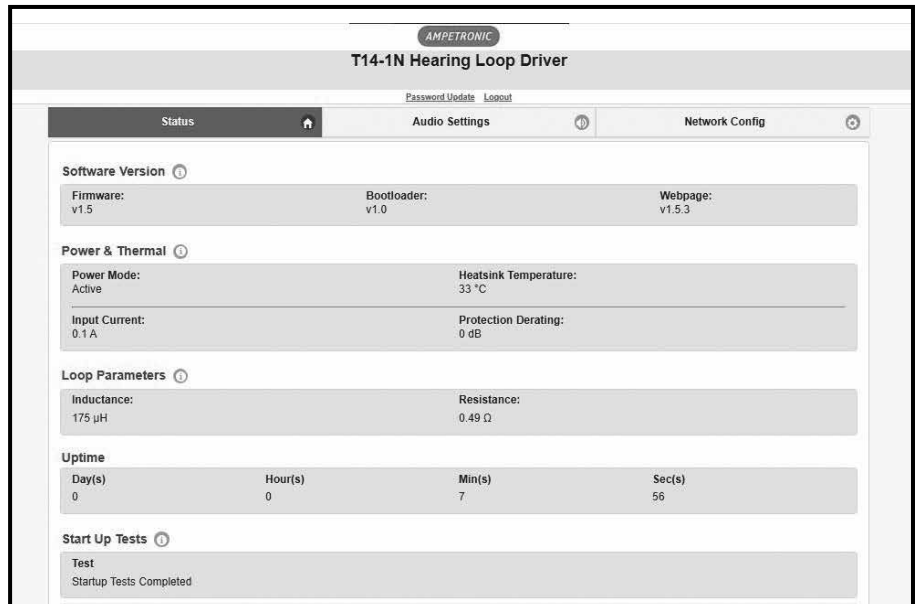 AMPETRONIC
T14-1N Hearing Loop Driver
Password Update Logout
Status Audio Settings Network Config
Software Version
Firmware: Bootloader: Webpage:
v1.5 v1.0 v1.5.3
Power & Thermal
Power Mode: Heatsink Temperature:
Active 33 °C
Input Current: Protection Derating:
0.1 A 0 dB
Loop Parameters
Inductance: Resistance:
175 µH 0.49 Ω
Uptime
Day(s) Hour(s) Min(s) Sec(s)
0 0 7 56
Start Up Tests
Test
Startup Tests Completed